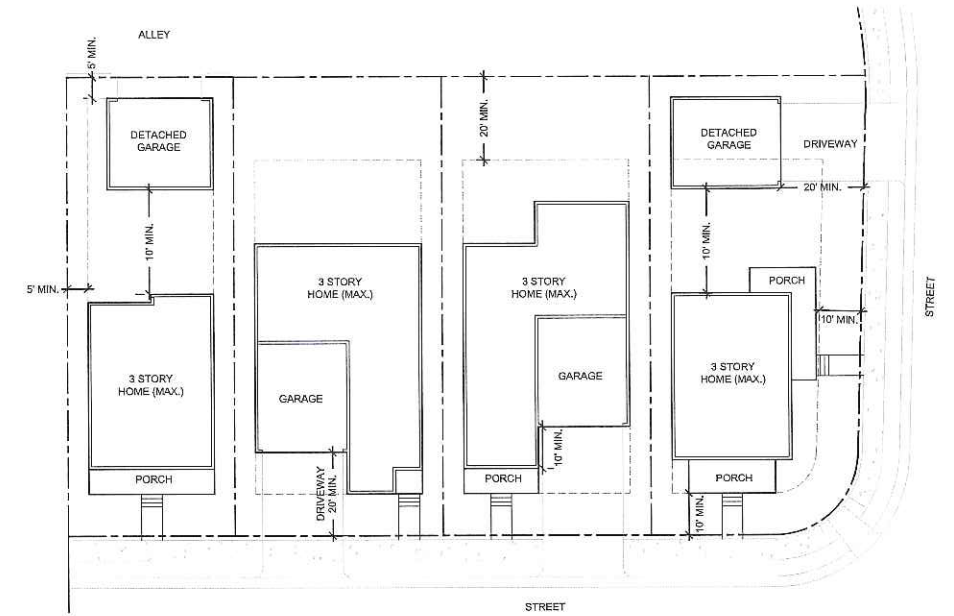 ALLEY
5' MIN.
20' MIN.
DETACHED
GARAGE
DETACHED
GARAGE
DRIVEWAY
20' MIN.
10' MIN.
10' MIN.
5' MIN.
3 STORY
HOME (MAX.)
3 STORY
HOME (MAX.)
PORCH
STREET
10' MIN.
3 STORY
HOME (MAX.)
GARAGE
GARAGE
3 STORY
HOME (MAX.)
10' MIN.
PORCH
DRIVEWAY
20' MIN.
PORCH
PORCH
10' MIN.
STREET